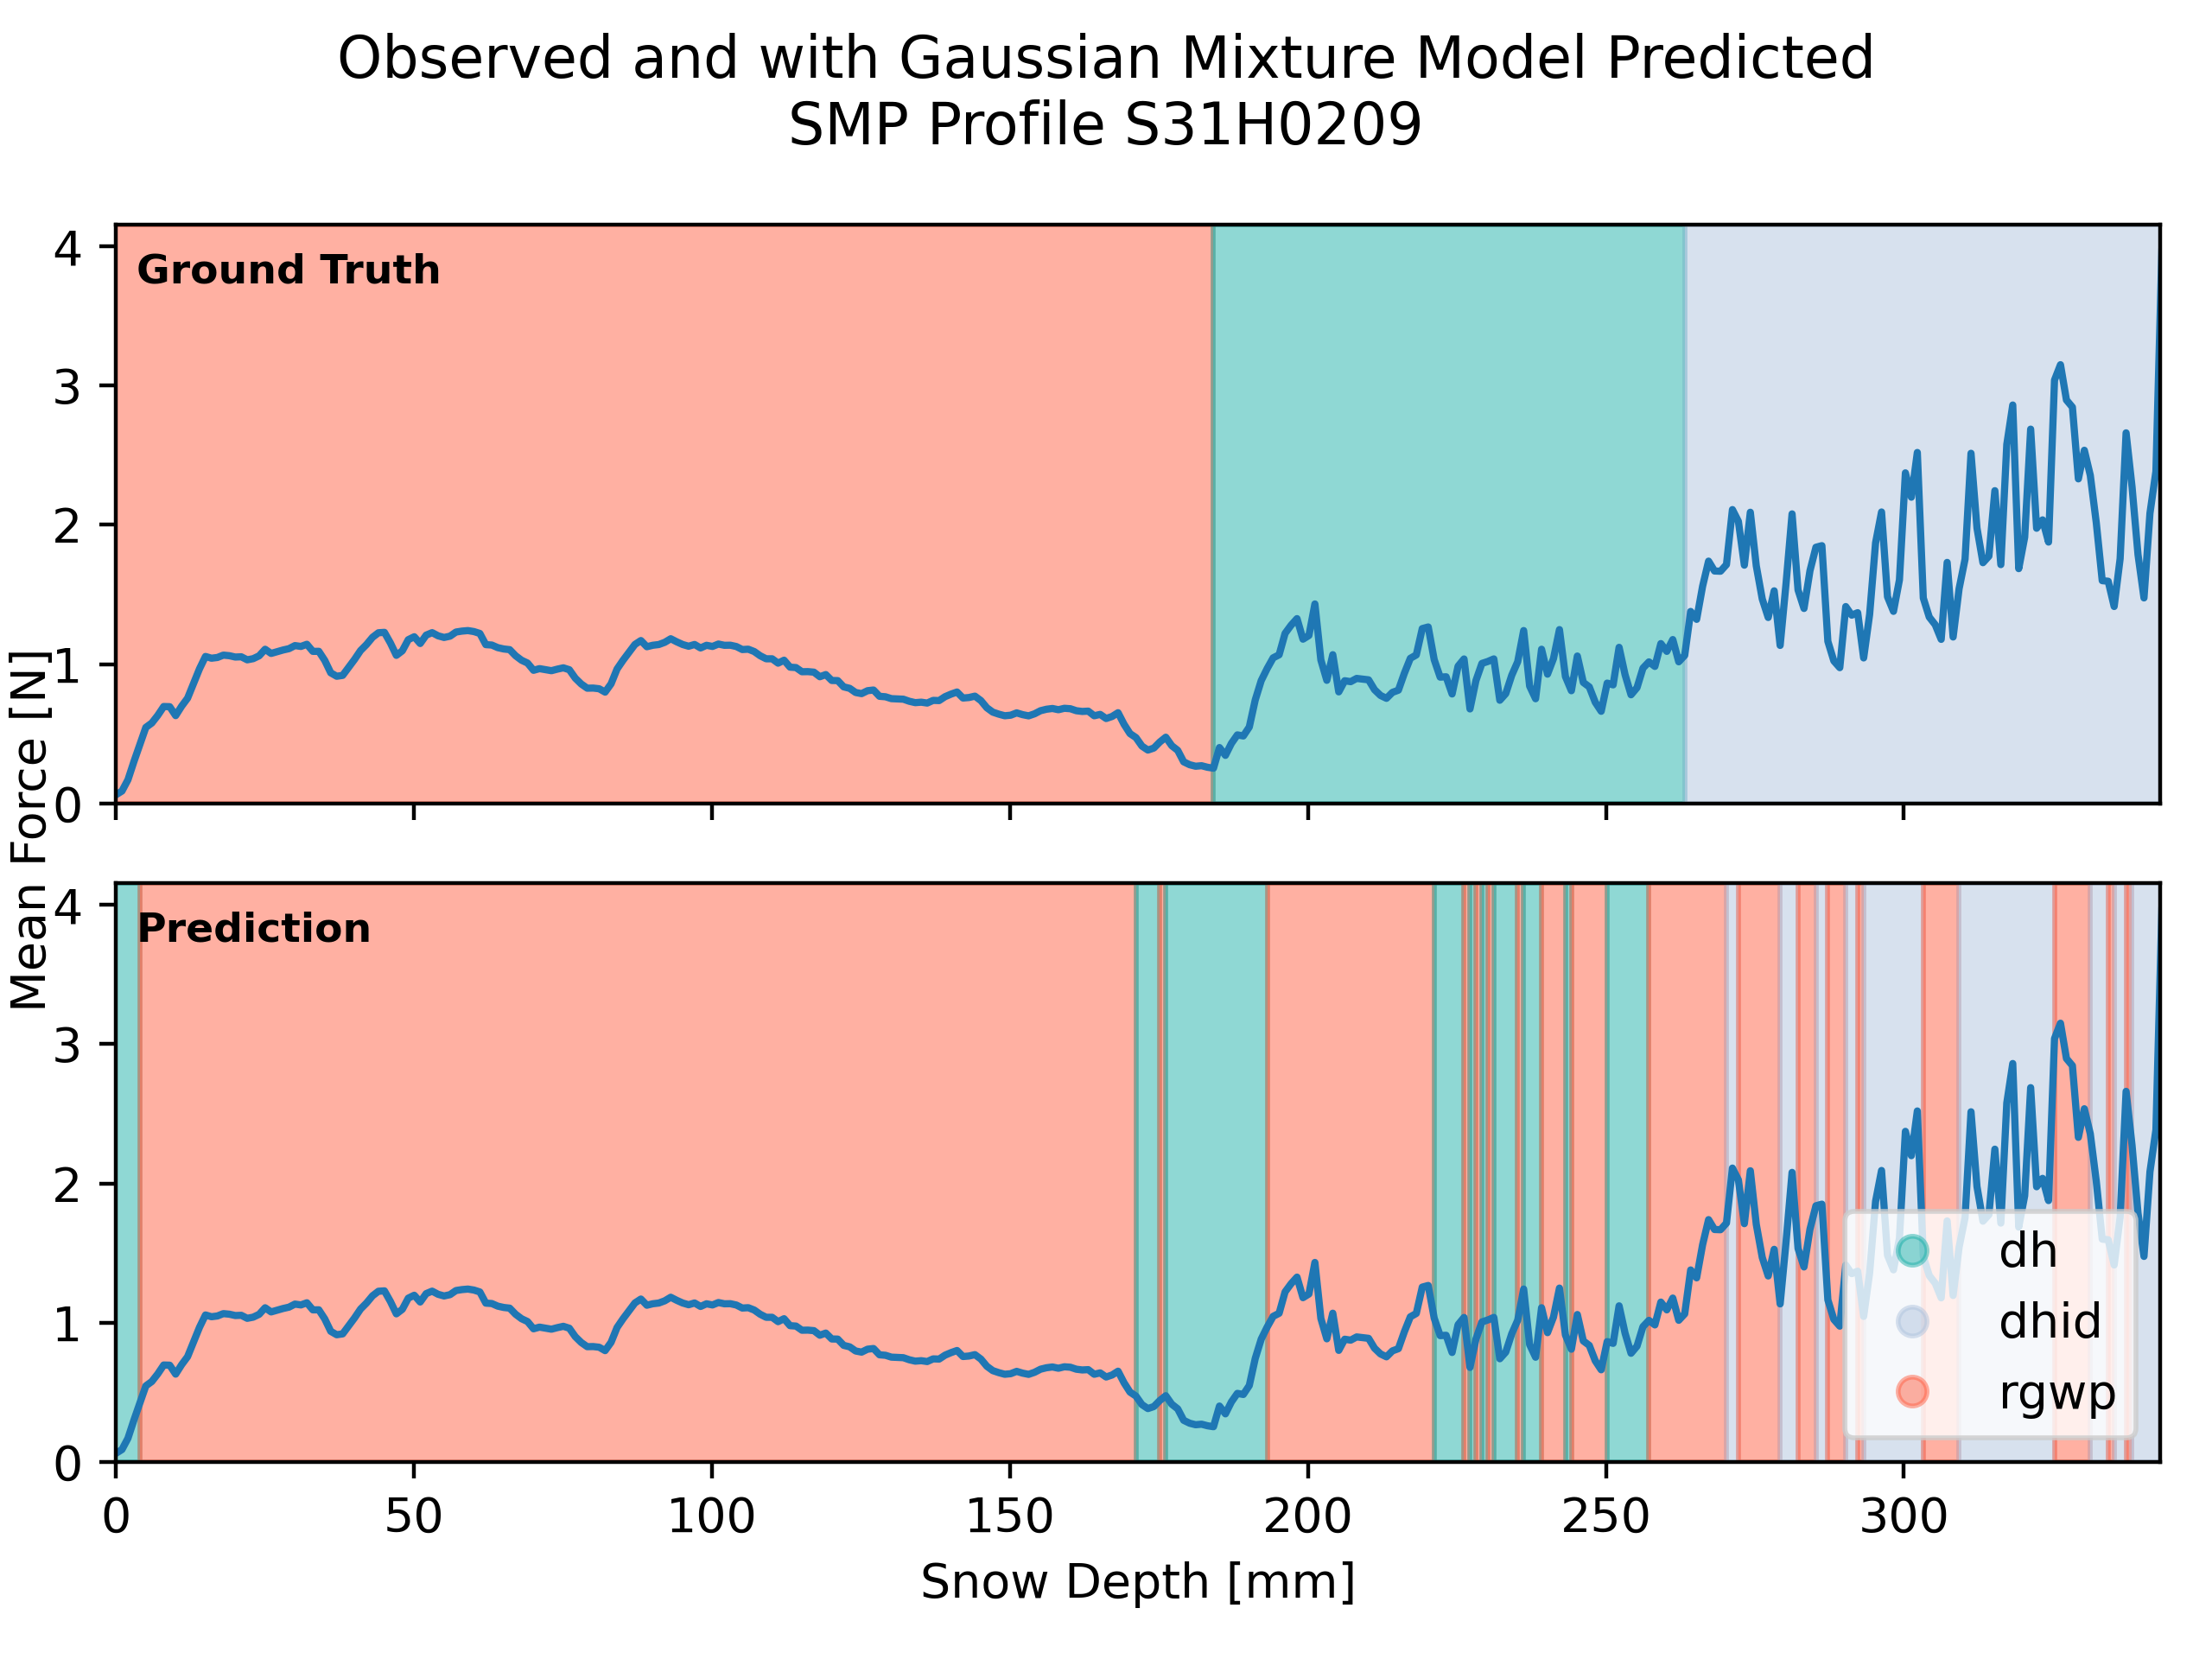 Observed and with Gaussian Mixture Model Predicted
SMP Profile S31H0209
Ground Truth
4
3
2
1
0
Mean Force [N]
Prediction
4
3
2
1
0
dh
dhid
rgwp
0 50 100 150 200 250 300
Snow Depth [mm]